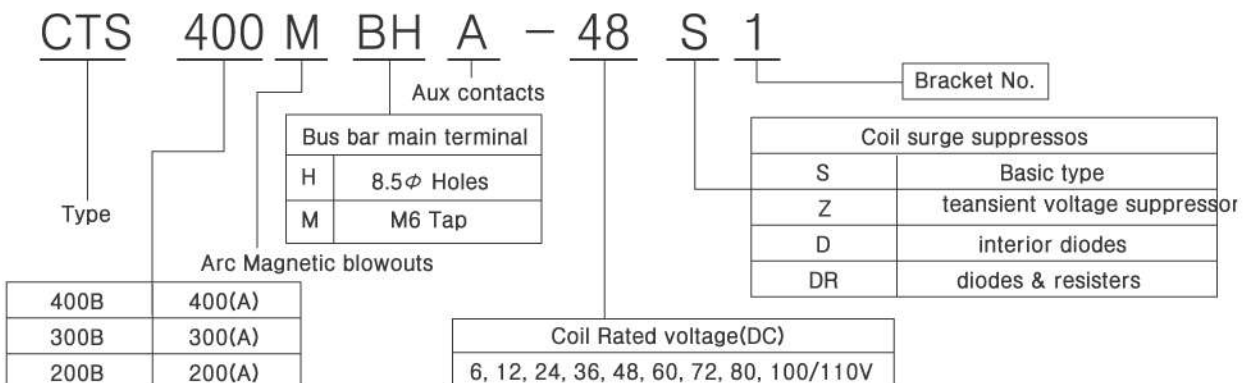 CTS 400 M BH A - 48 S 1
Bracket No.
Aux contacts
Bus bar main terminal
H 8.5Φ Holes
M M6 Tap
Coil surge suppressos
S Basic type
Z teansient voltage suppressor
D interior diodes
DR diodes & resisters
Type
Arc Magnetic blowouts
400B 400(A)
300B 300(A)
200B 200(A)
Coil Rated voltage(DC)
6, 12, 24, 36, 48, 60, 72, 80, 100/110V